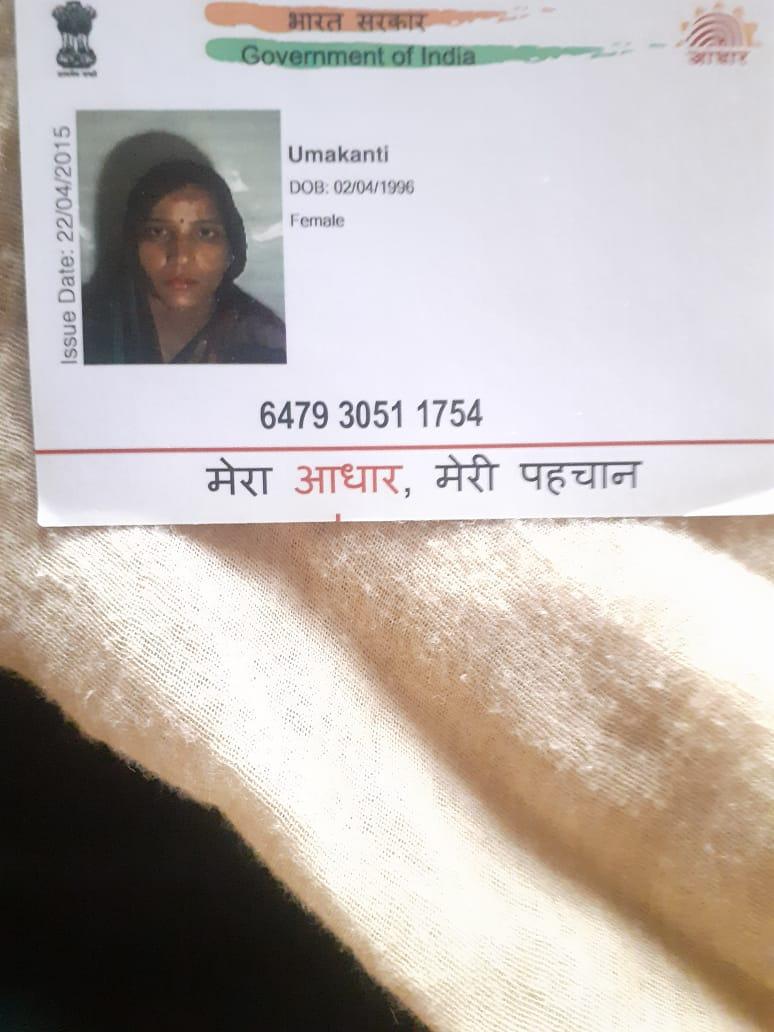 भारत सरकार
Government of India
आधार
Issue Date: 22/04/2015
Umakanti
DOB: 02/04/1996
Female
6479 3051 1754
मेरा आधार, मेरी पहचान